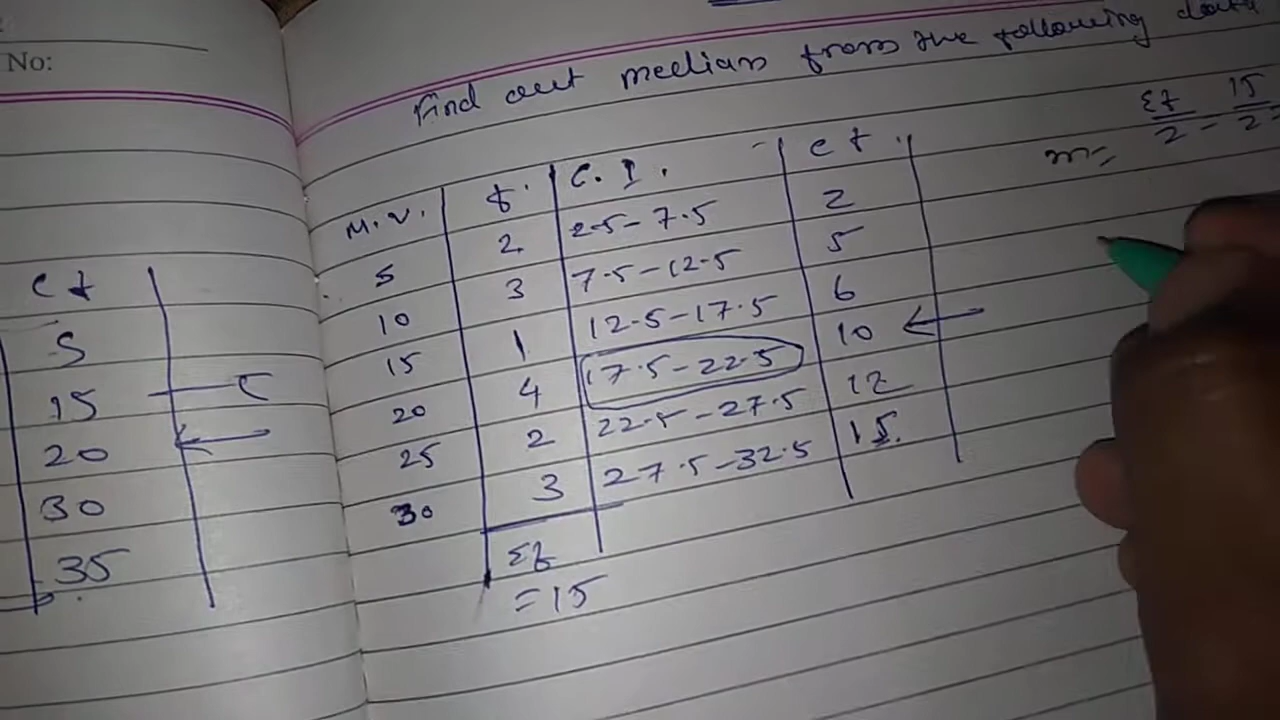 No:
cf
5
15
20
30
35
Find out median from the following data
M.V. f. C.I. cf
5 2 2.5-7.5 2
10 3 7.5-12.5 5
15 1 12.5-17.5 6
20 4 17.5-22.5 10
25 2 22.5-27.5 12
30 3 27.5-32.5 15.
Σf
=15
m= Σf/2 - 15/2 =